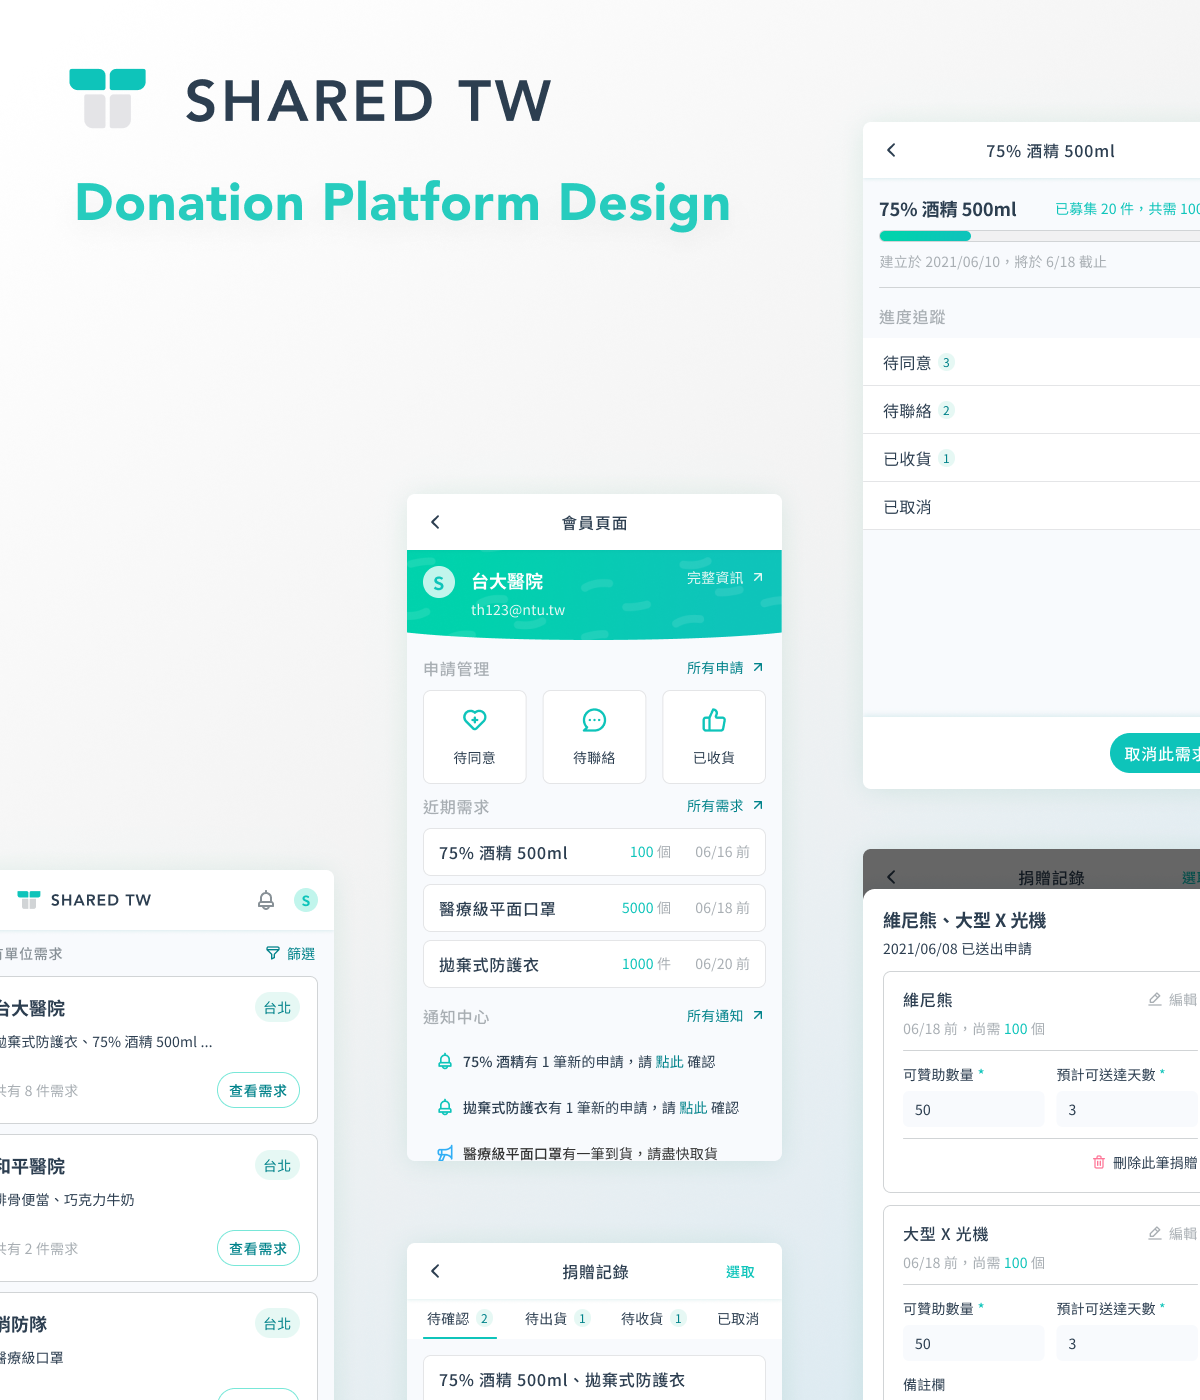 SHARED TW
Donation Platform Design
75% 酒精 500ml
75% 酒精 500ml
已募集 20 件，共需 100
建立於 2021/06/10，將於 6/18 截止
進度追蹤
待同意 3
待聯絡 2
已收貨 1
已取消
取消此需求
會員頁面
S
台大醫院
完整資訊
th123@ntu.tw
申請管理
所有申請
待同意
待聯絡
已收貨
近期需求
所有需求
75% 酒精 500ml 100 個 06/16 前
醫療級平面口罩 5000 個 06/18 前
拋棄式防護衣 1000 件 06/20 前
通知中心
所有通知
75% 酒精有 1 筆新的申請，請 點此 確認
拋棄式防護衣有 1 筆新的申請，請 點此 確認
醫療級平面口罩有一筆到貨，請盡快取貨
SHARED TW
S
單位需求
篩選
台大醫院
台北
拋棄式防護衣、75% 酒精 500ml ...
共有 8 件需求
查看需求
和平醫院
台北
排骨便當、巧克力牛奶
共有 2 件需求
查看需求
消防隊
台北
醫療級口罩
捐贈記錄
選取
待確認 2
待出貨 1
待收貨 1
已取消
75% 酒精 500ml、拋棄式防護衣
捐贈記錄
選取
維尼熊、大型 X 光機
2021/06/08 已送出申請
維尼熊
編輯
06/18 前，尚需 100 個
可贊助數量 *
預計可送達天數 *
50
3
刪除此筆捐贈
大型 X 光機
編輯
06/18 前，尚需 100 個
可贊助數量 *
預計可送達天數 *
50
3
備註欄